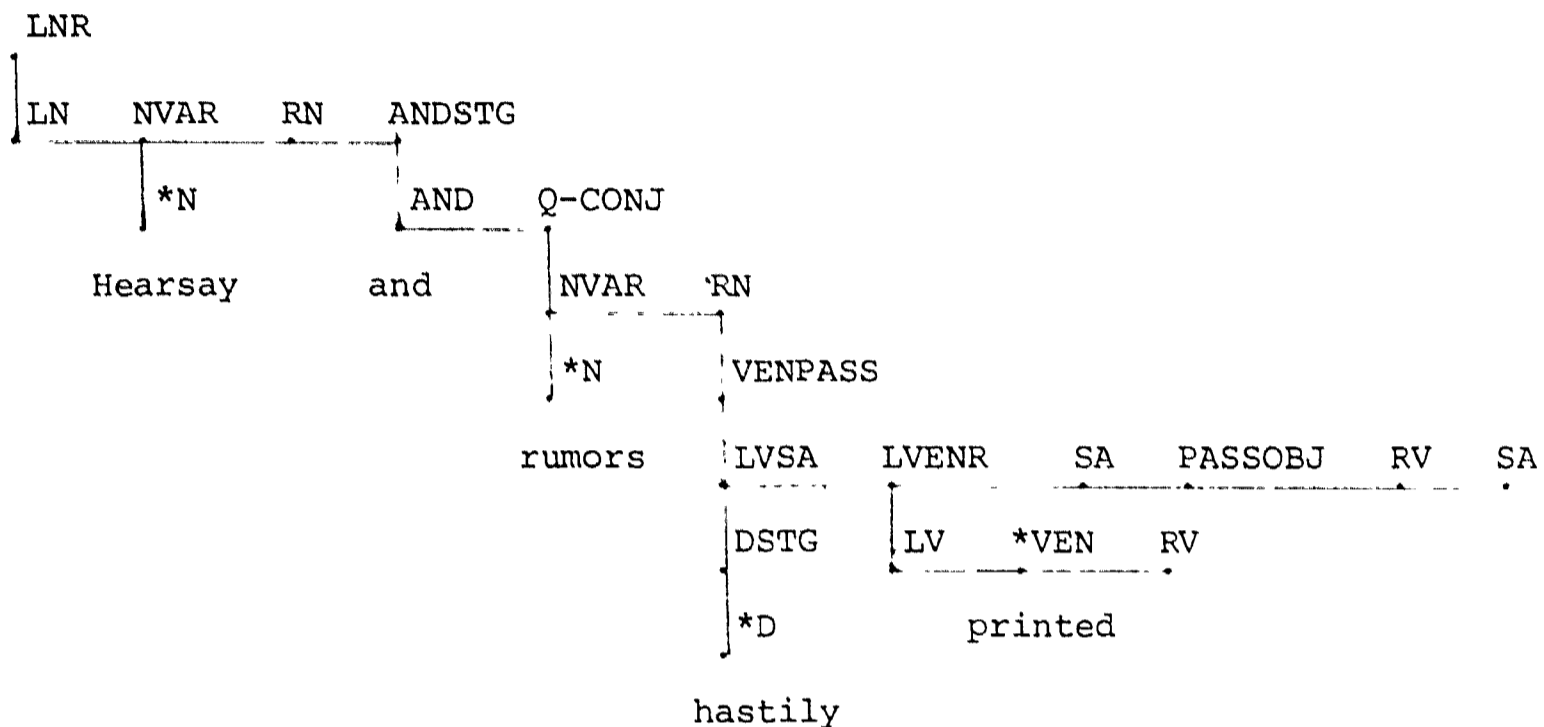 LNR
LN NVAR RN ANDSTG
*N AND Q-CONJ
Hearsay and NVAR RN
*N VENPASS
rumors LVSA LVENR SA PASSOBJ RV SA
DSTG LV *VEN RV
*D printed
hastily